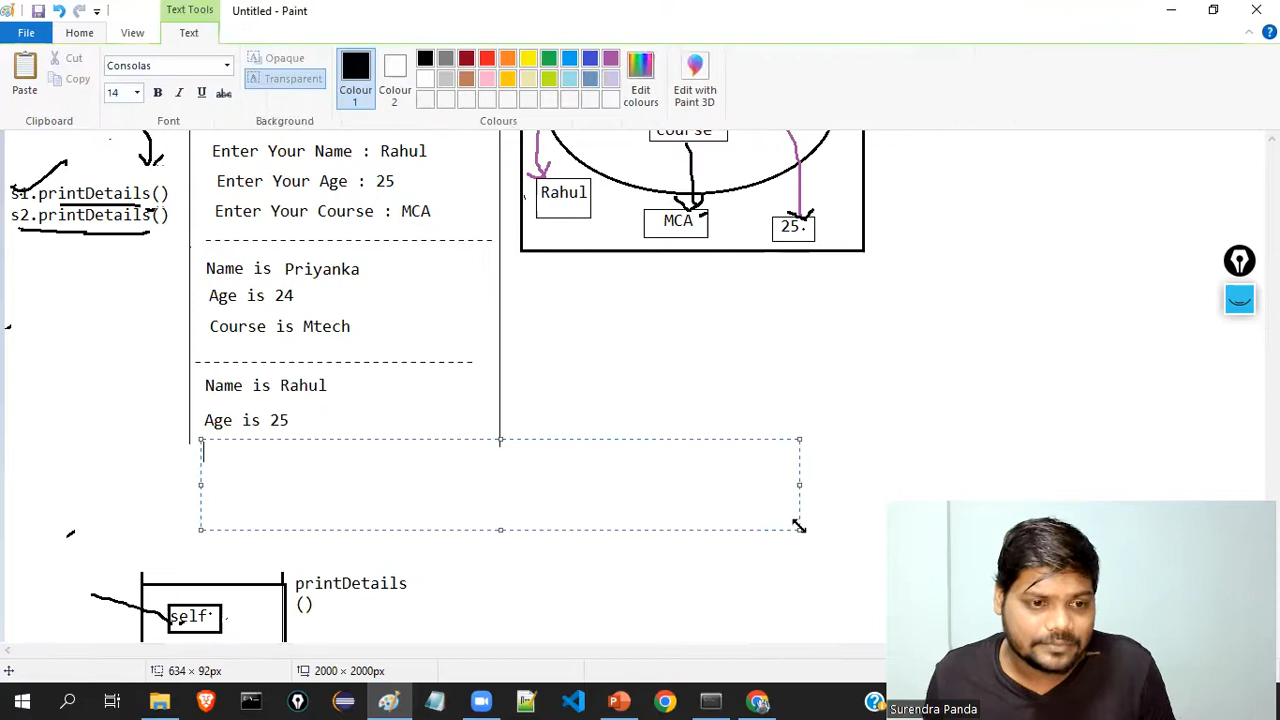 Text Tools
Untitled - Paint
File
Home
View
Text
Paste
Cut
Copy
Clipboard
Consolas
14
B I U abc
Font
Opaque
Transparent
Background
Colour 1
Colour 2
Edit colours
Edit with Paint 3D
Colours
s1.printDetails()
s2.printDetails()
Enter Your Name : Rahul
Enter Your Age : 25
Enter Your Course : MCA
Name is Priyanka
Age is 24
Course is Mtech
Name is Rahul
Age is 25
course
Rahul
MCA
25.
self
printDetails
()
634 × 92px
2000 × 2000px
Surendra Panda